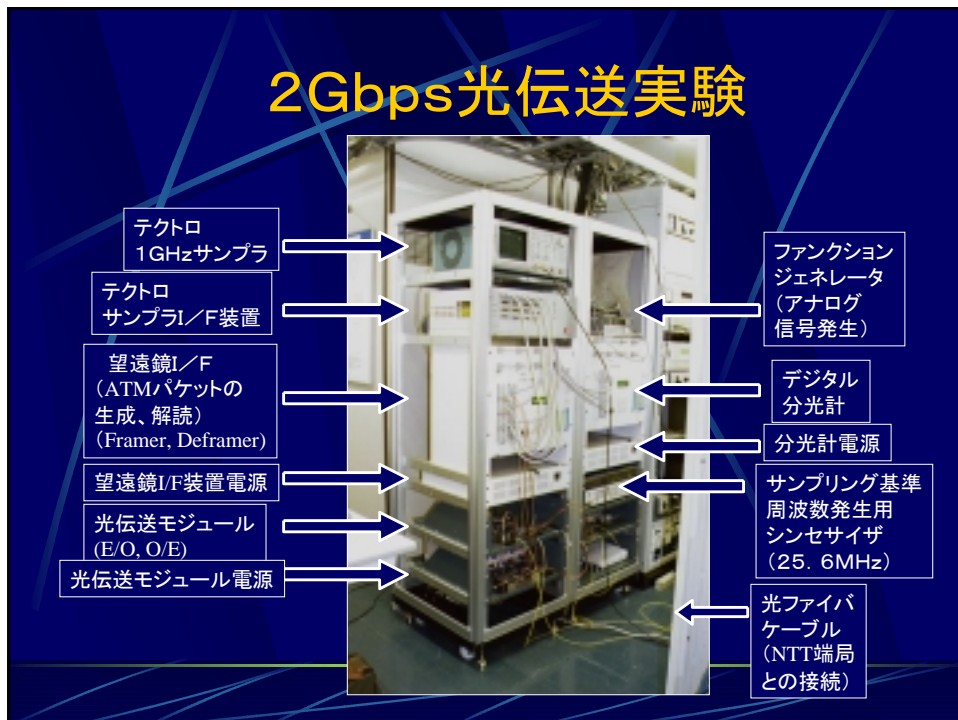 ２Gbps光伝送実験
テクトロ
１GHzサンプラ
テクトロ
サンプラI／F装置
望遠鏡I／F
（ATMパケットの
生成、解読）
（Framer, Deframer)
望遠鏡I/F装置電源
光伝送モジュール
(E/O, O/E)
光伝送モジュール電源
ファンクション
ジェネレータ
（アナログ
信号発生）
デジタル
分光計
分光計電源
サンプリング基準
周波数発生用
シンセサイザ
（25．6MHz）
光ファイバ
ケーブル
（NTT端局
との接続）